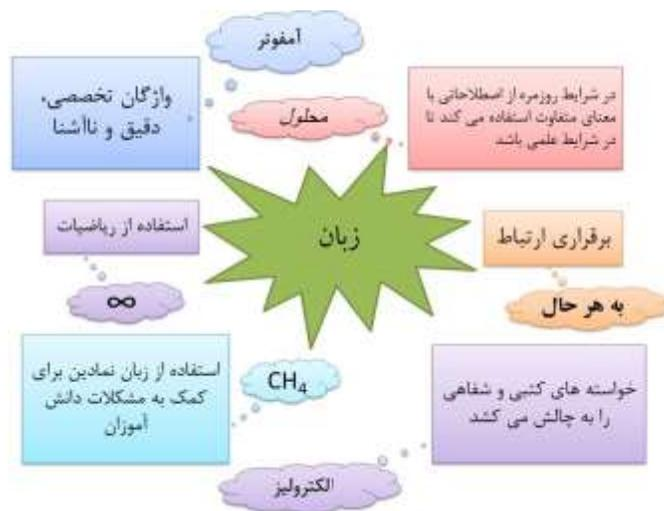 آمفوتر
واژگان تخصصی،
دقیق و ناآشنا
در شرایط روزمره از اصطلاحاتی با
معنای متفاوت استفاده می کند تا
در شرایط علمی باشد
محلول
زبان
استفاده از ریاضیات
∞
برقراری ارتباط
به هر حال
استفاده از زبان نمادین برای
کمک به مشکلات دانش
آموزان
CH₄
خواسته های کتبی و شفاهی
را به چالش می کشد
الکترولیز